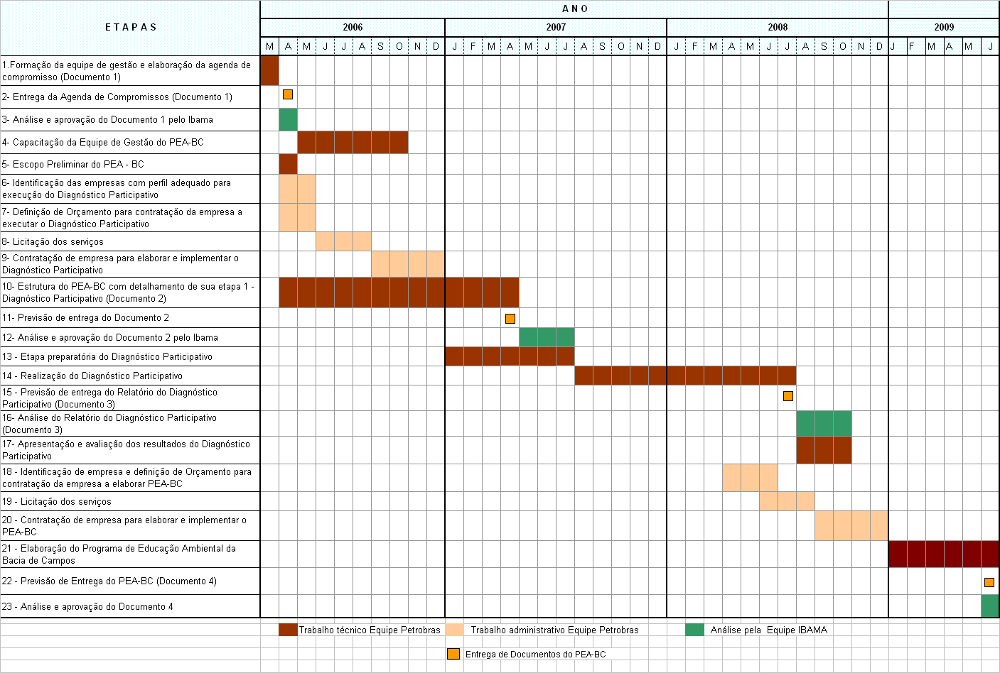 A N O
E T A P A S
2006 2007 2008 2009
M A M J J A S O N D J F M A M J J A S O N D J F M A M J J A S O N D J F M A M J
1.Formação da equipe de gestão e elaboração da agenda de
compromisso (Documento 1)
2- Entrega da Agenda de Compromissos (Documento 1)
3- Análise e aprovação do Documento 1 pelo Ibama
4- Capacitação da Equipe de Gestão do PEA-BC
5- Escopo Preliminar do PEA - BC
6- Identificação das empresas com perfil adequado para
execução do Diagnóstico Participativo
7- Definição de Orçamento para contratação da empresa a
executar o Diagnóstico Participativo
8- Licitação dos serviços
9- Contratação de empresa para elaborar e implementar o
Diagnóstico Participativo
10- Estrutura do PEA-BC com detalhamento de sua etapa 1 -
Diagnóstico Participativo (Documento 2)
11- Previsão de entrega do Documento 2
12- Análise e aprovação do Documento 2 pelo Ibama
13 - Etapa preparatória do Diagnóstico Participativo
14 - Realização do Diagnóstico Participativo
15 - Previsão de entrega do Relatório do Diagnóstico
Participativo (Documento 3)
16- Análise do Relatório do Diagnóstico Participativo
(Documento 3)
17- Apresentação e avaliação dos resultados do Diagnóstico
Participativo
18 - Identificação de empresa e definição de Orçamento para
contratação da empresa a elaborar PEA-BC
19 - Licitação dos serviços
20 - Contratação de empresa para elaborar e implementar o
PEA-BC
21 - Elaboração do Programa de Educação Ambiental da
Bacia de Campos
22 - Previsão de Entrega do PEA-BC (Documento 4)
23 - Análise e aprovação do Documento 4
Trabalho técnico Equipe Petrobras Trabalho administrativo Equipe Petrobras Análise pela Equipe IBAMA
Entrega de Documentos do PEA-BC